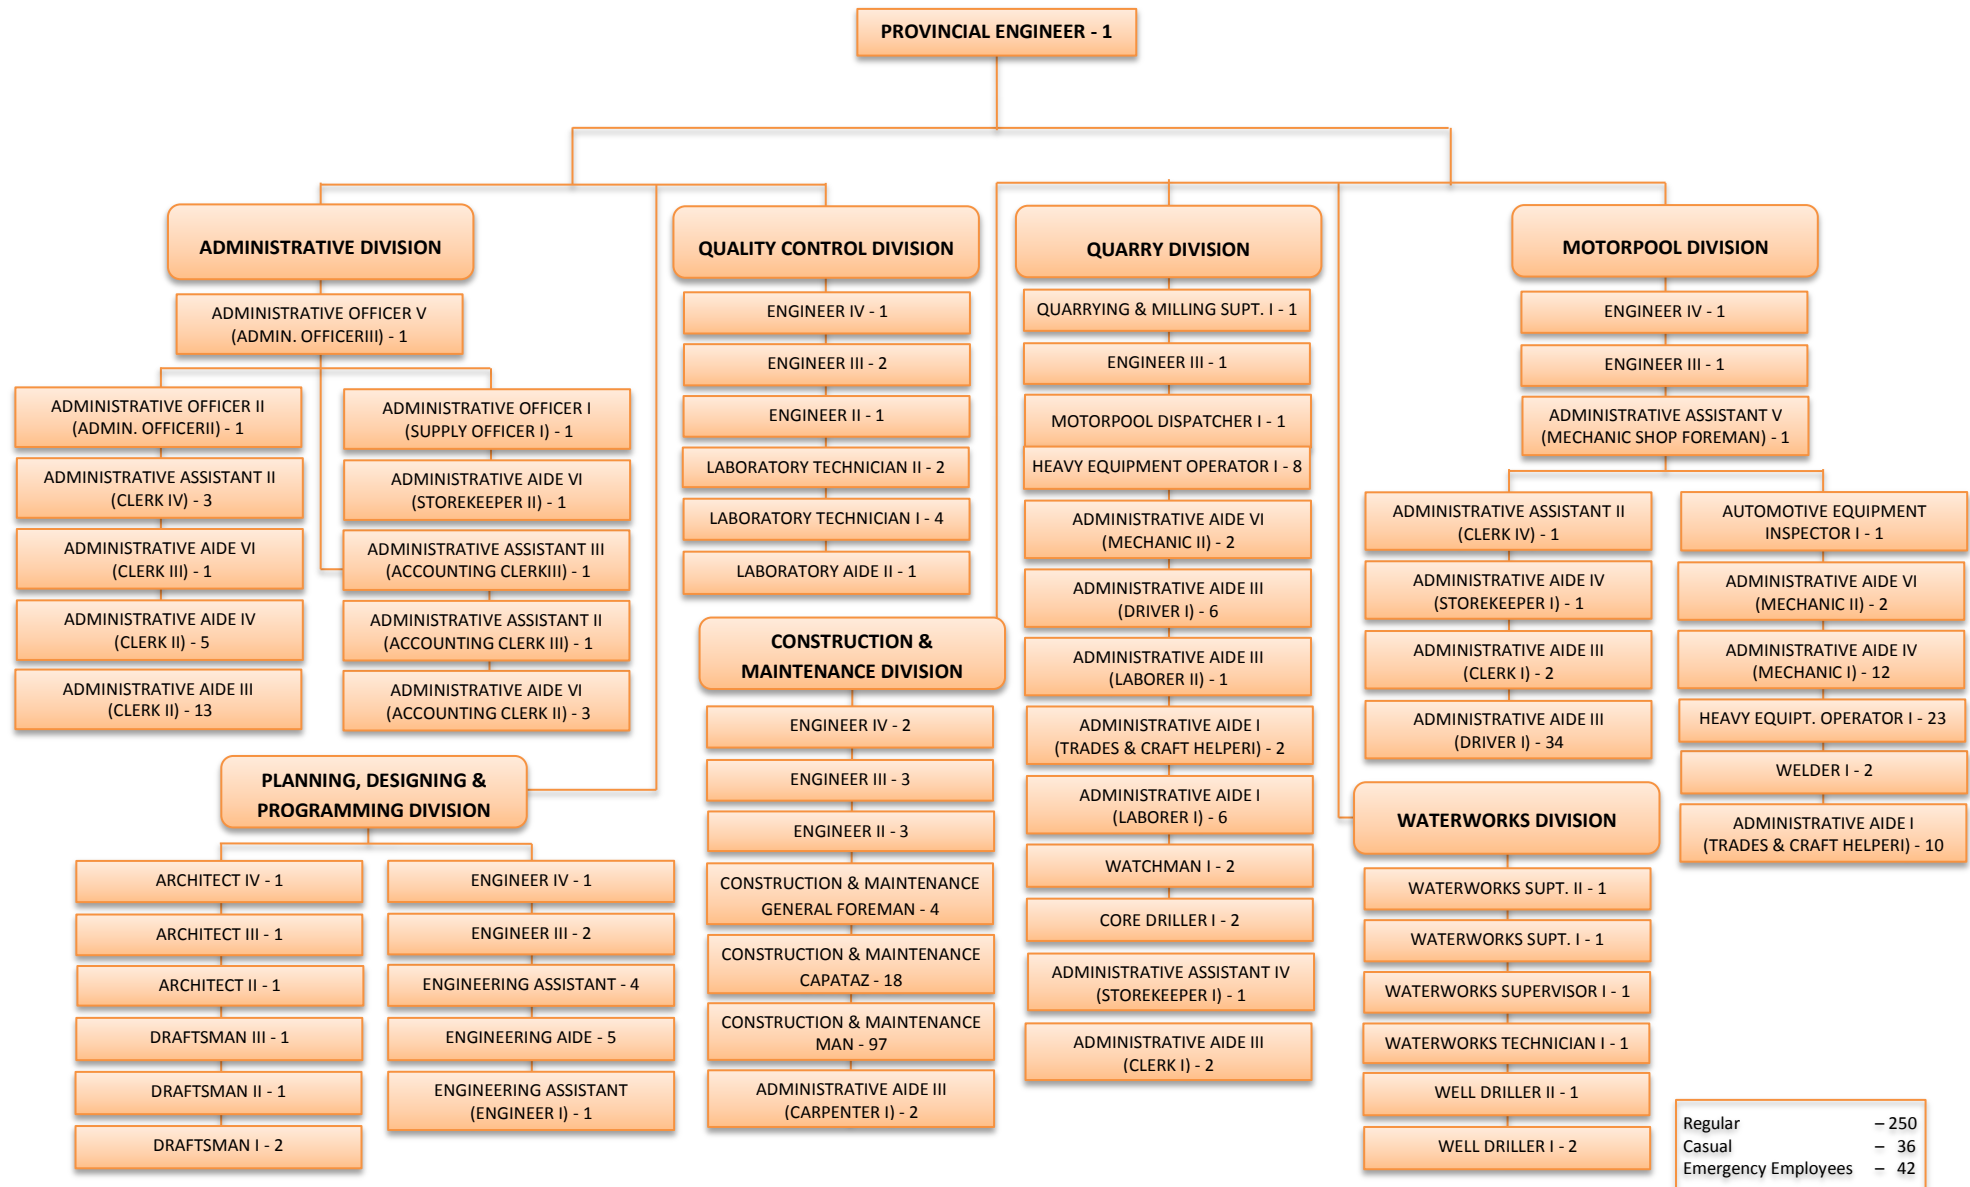 PROVINCIAL ENGINEER - 1
ADMINISTRATIVE DIVISION
ADMINISTRATIVE OFFICER V
(ADMIN. OFFICERIII) - 1
ADMINISTRATIVE OFFICER II
(ADMIN. OFFICERII) - 1
ADMINISTRATIVE ASSISTANT II
(CLERK IV) - 3
ADMINISTRATIVE AIDE VI
(CLERK III) - 1
ADMINISTRATIVE AIDE IV
(CLERK II) - 5
ADMINISTRATIVE AIDE III
(CLERK II) - 13
ADMINISTRATIVE OFFICER I
(SUPPLY OFFICER I) - 1
ADMINISTRATIVE AIDE VI
(STOREKEEPER II) - 1
ADMINISTRATIVE ASSISTANT III
(ACCOUNTING CLERKIII) - 1
ADMINISTRATIVE ASSISTANT II
(ACCOUNTING CLERK III) - 1
ADMINISTRATIVE AIDE VI
(ACCOUNTING CLERK II) - 3
PLANNING, DESIGNING &
PROGRAMMING DIVISION
ARCHITECT IV - 1
ARCHITECT III - 1
ARCHITECT II - 1
DRAFTSMAN III - 1
DRAFTSMAN II - 1
DRAFTSMAN I - 2
ENGINEER IV - 1
ENGINEER III - 2
ENGINEERING ASSISTANT - 4
ENGINEERING AIDE - 5
ENGINEERING ASSISTANT
(ENGINEER I) - 1
QUALITY CONTROL DIVISION
ENGINEER IV - 1
ENGINEER III - 2
ENGINEER II - 1
LABORATORY TECHNICIAN II - 2
LABORATORY TECHNICIAN I - 4
LABORATORY AIDE II - 1
CONSTRUCTION &
MAINTENANCE DIVISION
ENGINEER IV - 2
ENGINEER III - 3
ENGINEER II - 3
CONSTRUCTION & MAINTENANCE
GENERAL FOREMAN - 4
CONSTRUCTION & MAINTENANCE
CAPATAZ - 18
CONSTRUCTION & MAINTENANCE
MAN - 97
ADMINISTRATIVE AIDE III
(CARPENTER I) - 2
QUARRY DIVISION
QUARRYING & MILLING SUPT. I - 1
ENGINEER III - 1
MOTORPOOL DISPATCHER I - 1
HEAVY EQUIPMENT OPERATOR I - 8
ADMINISTRATIVE AIDE VI
(MECHANIC II) - 2
ADMINISTRATIVE AIDE III
(DRIVER I) - 6
ADMINISTRATIVE AIDE III
(LABORER II) - 1
ADMINISTRATIVE AIDE I
(TRADES & CRAFT HELPERI) - 2
ADMINISTRATIVE AIDE I
(LABORER I) - 6
WATCHMAN I - 2
CORE DRILLER I - 2
ADMINISTRATIVE ASSISTANT IV
(STOREKEEPER I) - 1
ADMINISTRATIVE AIDE III
(CLERK I) - 2
MOTORPOOL DIVISION
ENGINEER IV - 1
ENGINEER III - 1
ADMINISTRATIVE ASSISTANT V
(MECHANIC SHOP FOREMAN) - 1
ADMINISTRATIVE ASSISTANT II
(CLERK IV) - 1
ADMINISTRATIVE AIDE IV
(STOREKEEPER I) - 1
ADMINISTRATIVE AIDE III
(CLERK I) - 2
ADMINISTRATIVE AIDE III
(DRIVER I) - 34
AUTOMOTIVE EQUIPMENT
INSPECTOR I - 1
ADMINISTRATIVE AIDE VI
(MECHANIC II) - 2
ADMINISTRATIVE AIDE IV
(MECHANIC I) - 12
HEAVY EQUIPT. OPERATOR I - 23
WELDER I - 2
ADMINISTRATIVE AIDE I
(TRADES & CRAFT HELPERI) - 10
WATERWORKS DIVISION
WATERWORKS SUPT. II - 1
WATERWORKS SUPT. I - 1
WATERWORKS SUPERVISOR I - 1
WATERWORKS TECHNICIAN I - 1
WELL DRILLER II - 1
WELL DRILLER I - 2
Regular – 250
Casual – 36
Emergency Employees – 42